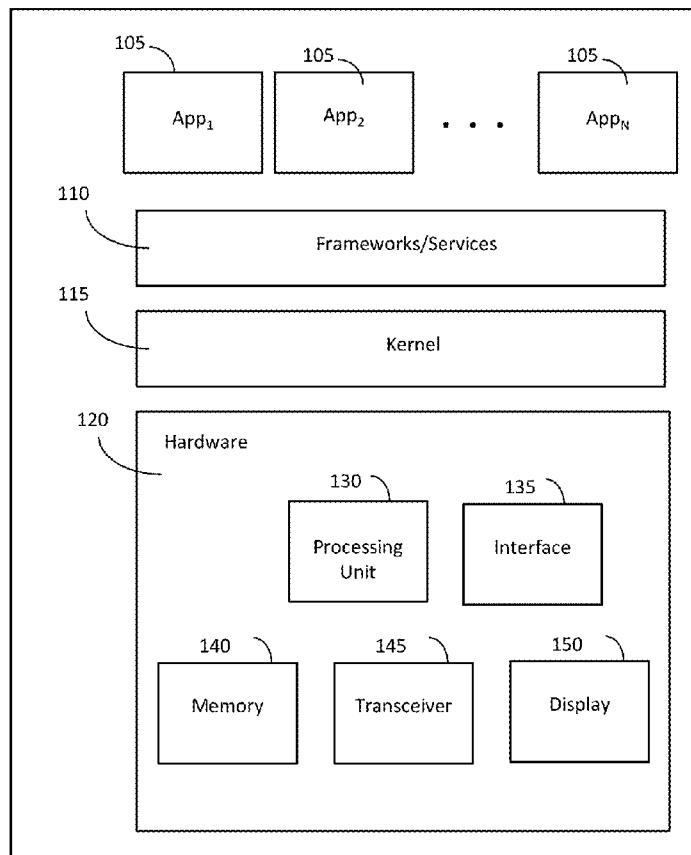 105 105 105
App₁ App₂ . . . Appₙ
110
Frameworks/Services
115
Kernel
120
Hardware
130 135
Processing Unit
Interface
140 145 150
Memory Transceiver Display